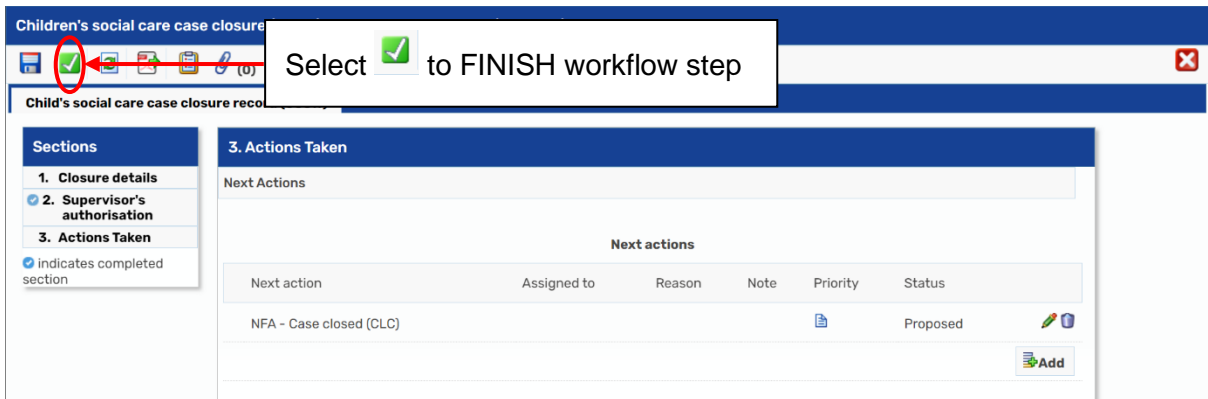 Children's social care case closure
(0)
Select to FINISH workflow step
Child's social care case closure
Sections
1. Closure details
2. Supervisor's
authorisation
3. Actions Taken
indicates completed
section
3. Actions Taken
Next Actions
Next actions
Next action Assigned to Reason Note Priority Status
NFA - Case closed (CLC) Proposed
Add